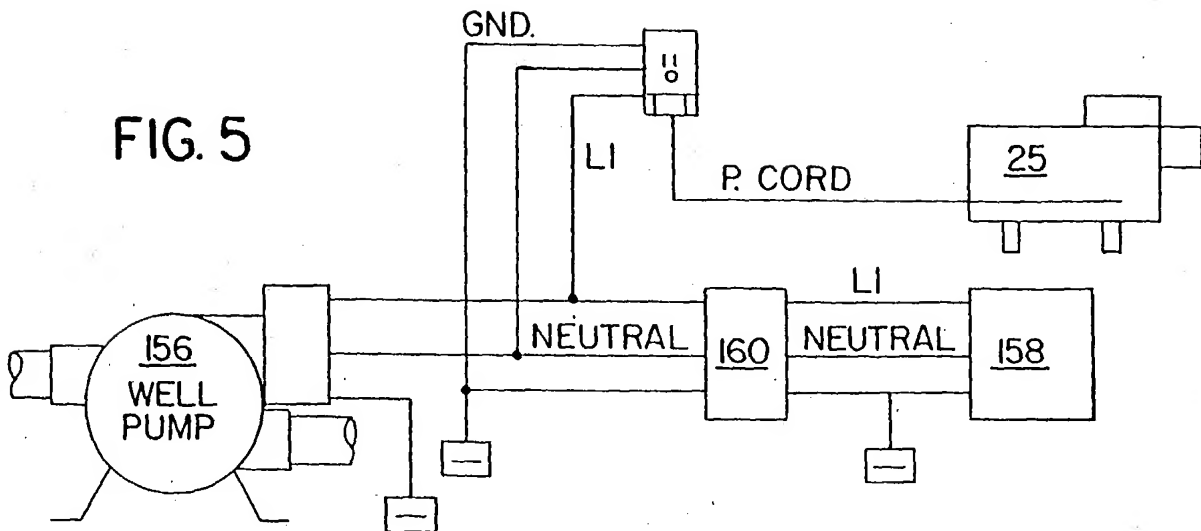 GND.
FIG. 5
L1
P. CORD
25
L1
156
WELL
PUMP
NEUTRAL
160
NEUTRAL
158